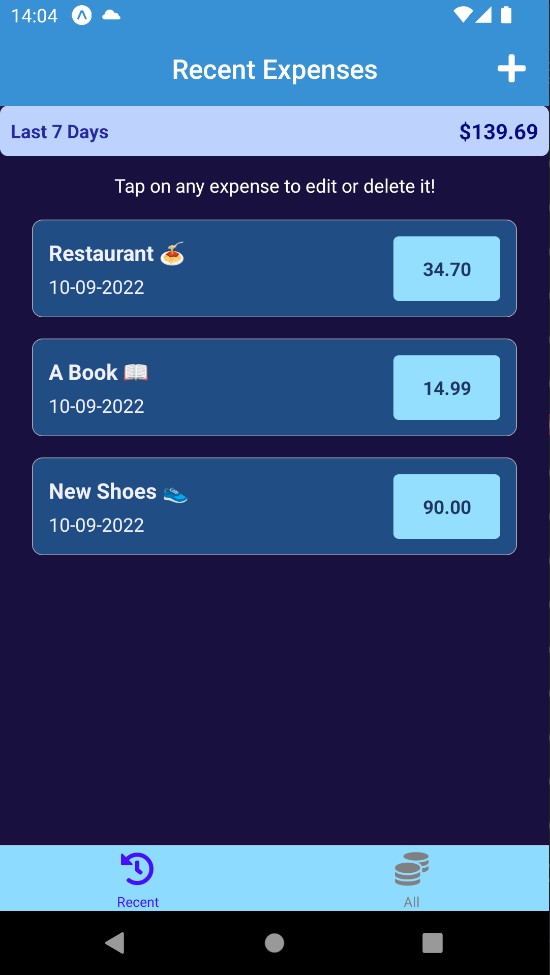 14:04
Recent Expenses
Last 7 Days $139.69
Tap on any expense to edit or delete it!
Restaurant 🍝
34.70
10-09-2022
A Book 📖
14.99
10-09-2022
New Shoes 👟
90.00
10-09-2022
Recent All